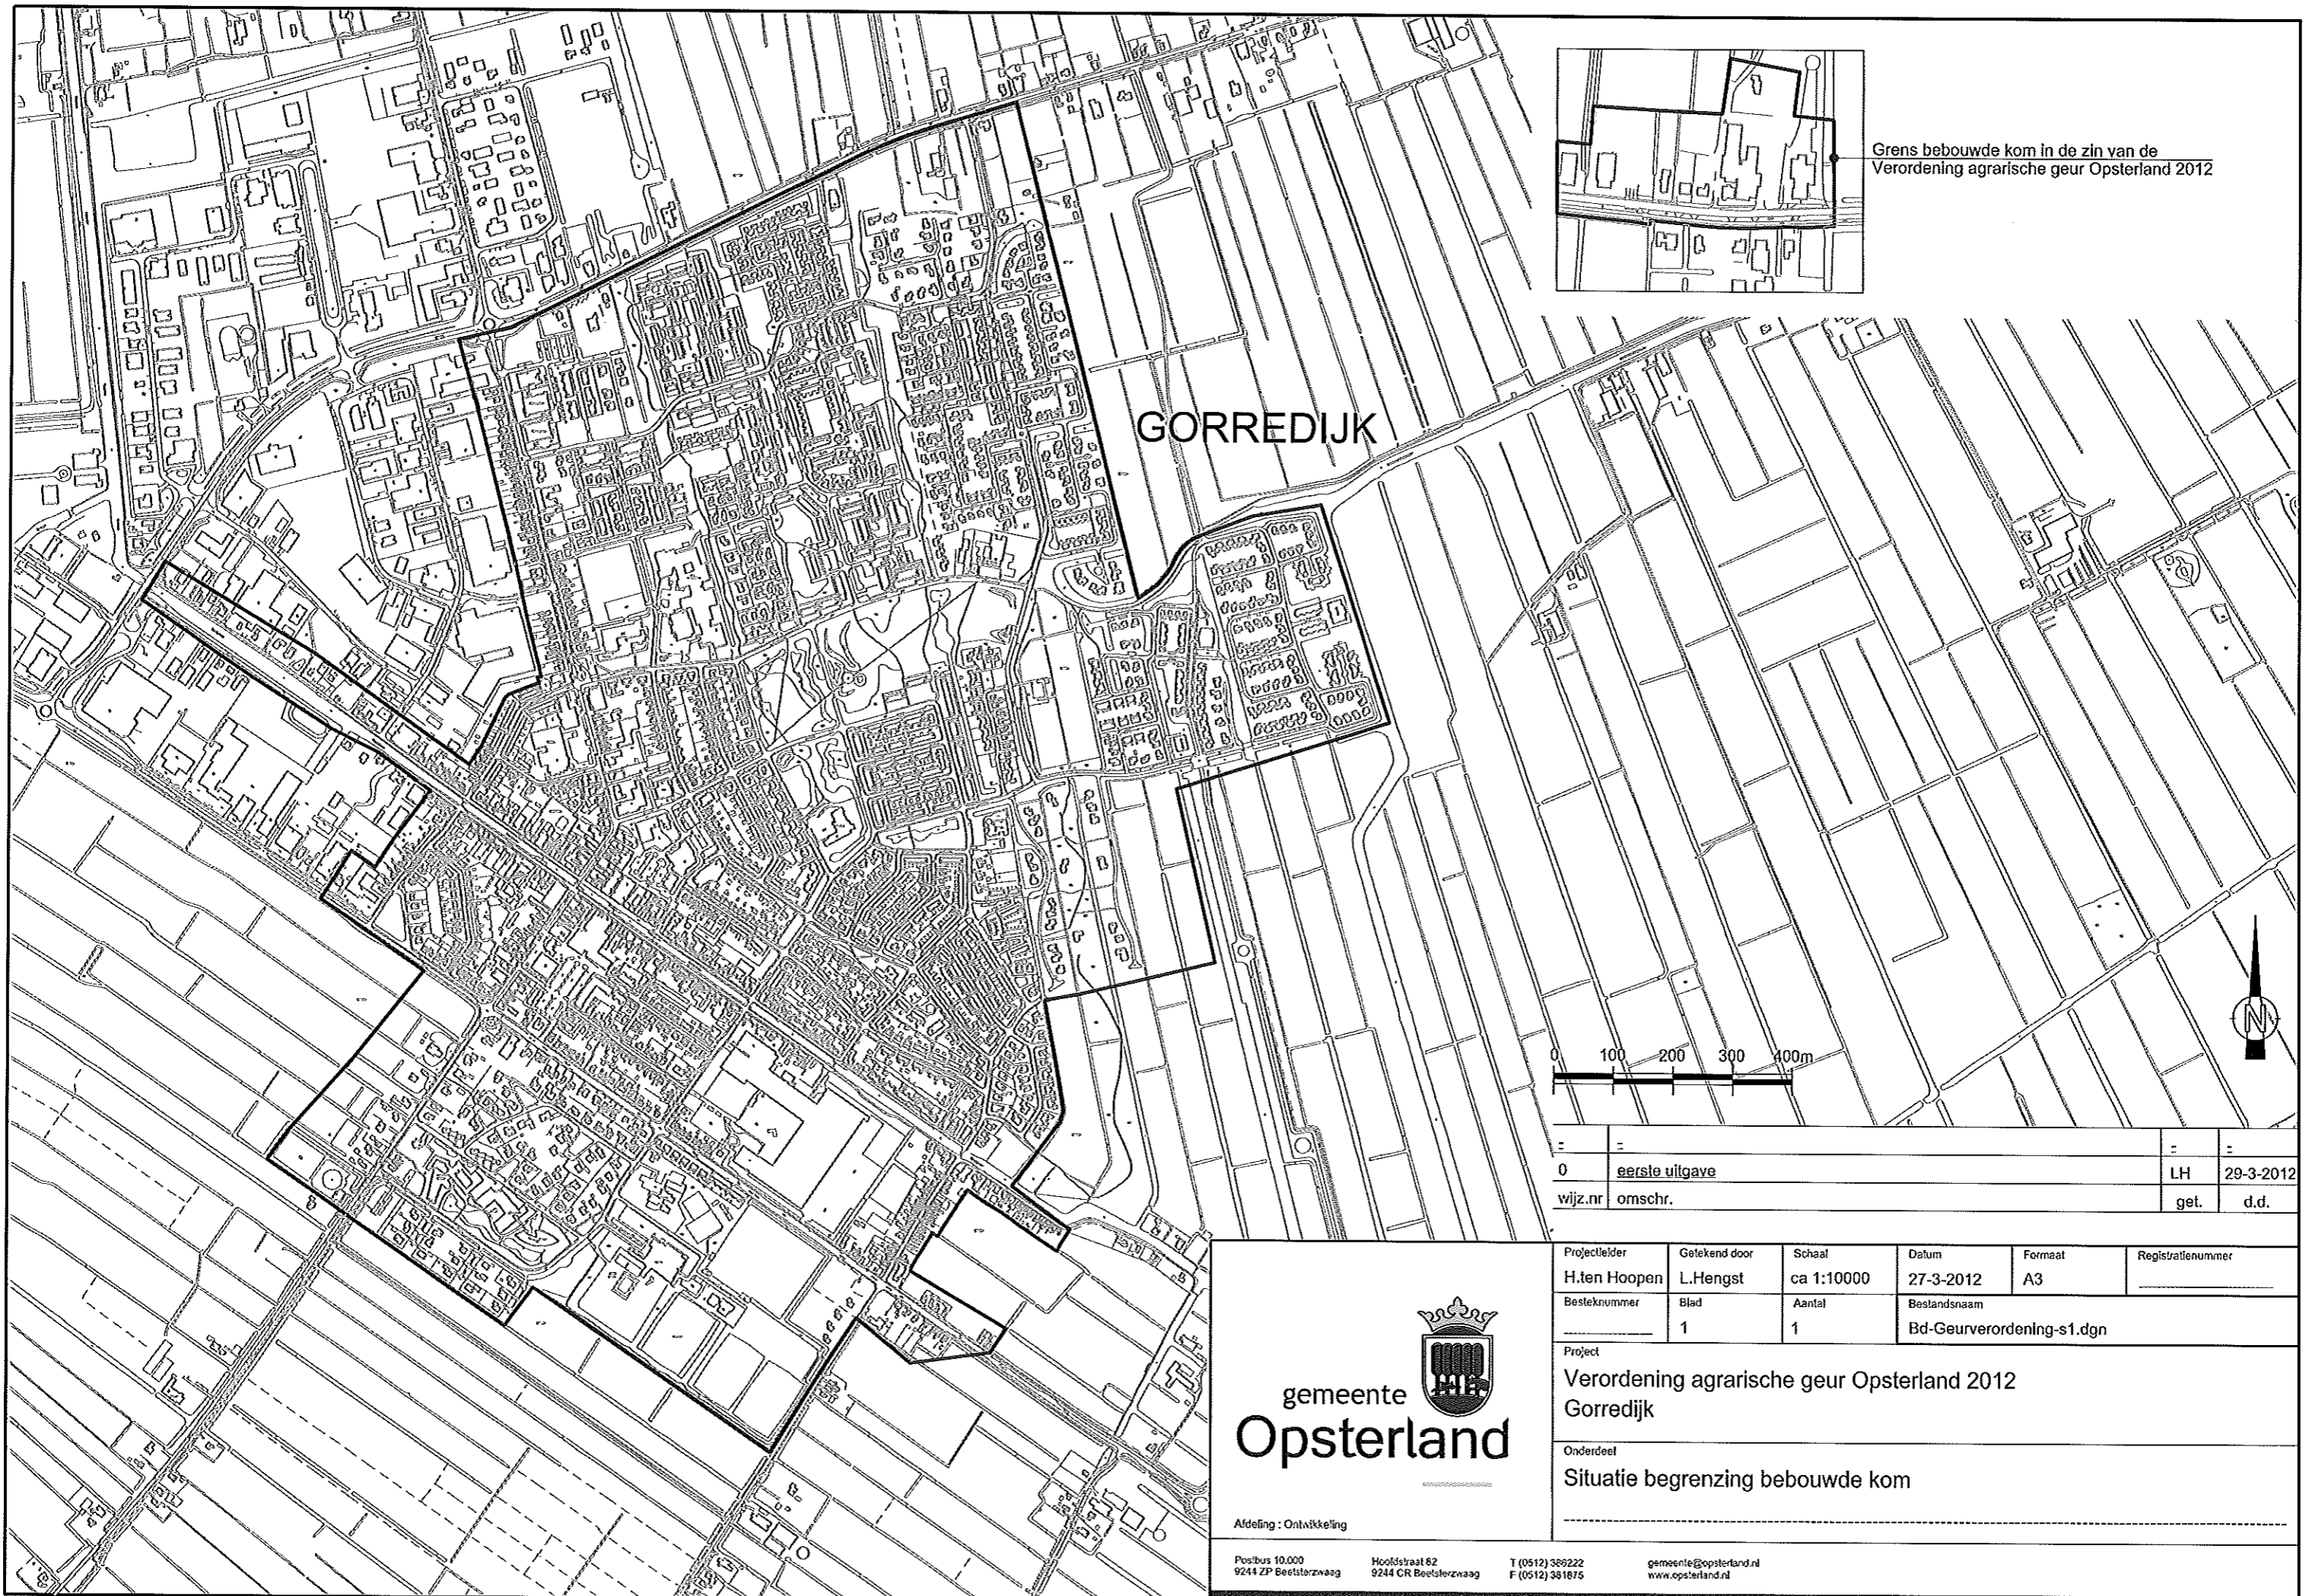 Grens bebouwde kom in de zin van de
Verordening agrarische geur Opsterland 2012
GORREDIJK
N
0 100 200 300 400m
0 eerste uitgave LH 29-3-2012
wijz.nr omschr. get. d.d.
Projectleider Getekend door Schaal Datum Formaat Registratienummer
H.ten Hoopen L.Hengst ca 1:10000 27-3-2012 A3
Besteknummer Blad Aantal Bestandsnaam
1 1 Bd-Geurverordening-s1.dgn
Project
Verordening agrarische geur Opsterland 2012
Gorredijk
Onderdeel
Situatie begrenzing bebouwde kom
gemeente
Opsterland
Afdeling : Ontwikkeling
Postbus 10.000 Hoofdstraat 82 T (0512) 386222 gemeente@opsterland.nl
9244 ZP Beetsterzwaag 9244 CR Beetsterzwaag F (0512) 381875 www.opsterland.nl